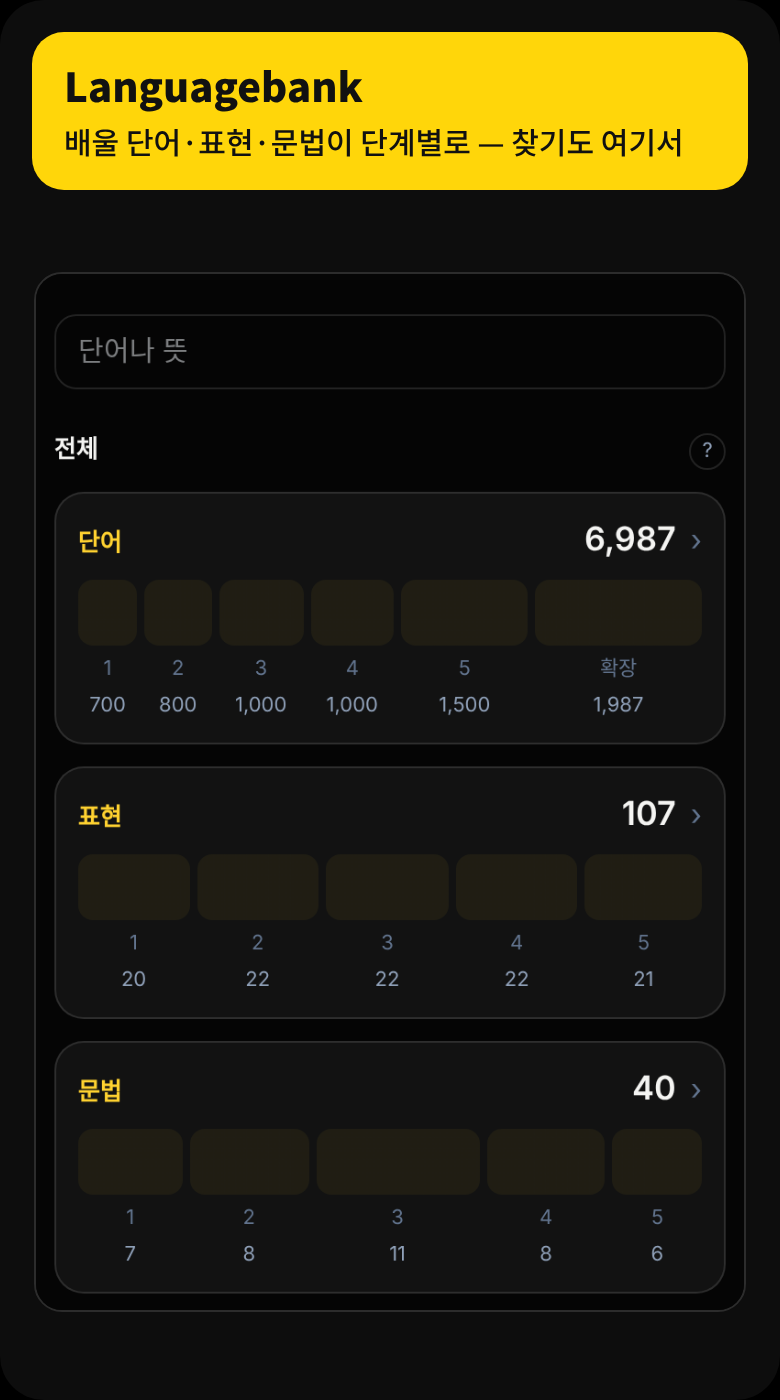 Languagebank
배울 단어·표현·문법이 단계별로 — 찾기도 여기서
단어나 뜻
전체 ?
단어 6,987 ›
1 2 3 4 5 확장
700 800 1,000 1,000 1,500 1,987
표현 107 ›
1 2 3 4 5
20 22 22 22 21
문법 40 ›
1 2 3 4 5
7 8 11 8 6